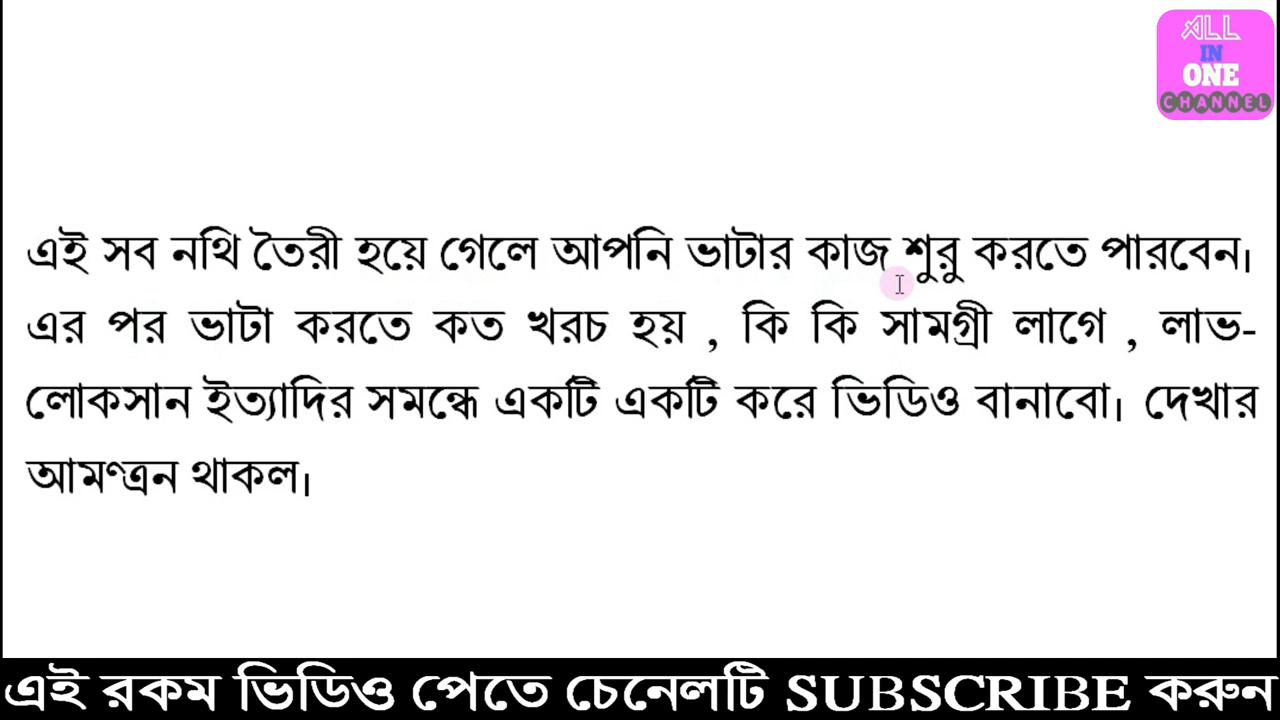 ALL
IN
ONE
CHANNEL
এই সব নথি তৈরী হয়ে গেলে আপনি ভাটার কাজ শুরু করতে পারবেন।
এর পর ভাটা করতে কত খরচ হয় , কি কি সামগ্রী লাগে , লাভ-
লোকসান ইত্যাদির সমন্ধে একটি একটি করে ভিডিও বানাবো। দেখার
আমণ্ত্রন থাকল।
এই রকম ভিডিও পেতে চেনেলটি SUBSCRIBE করুন